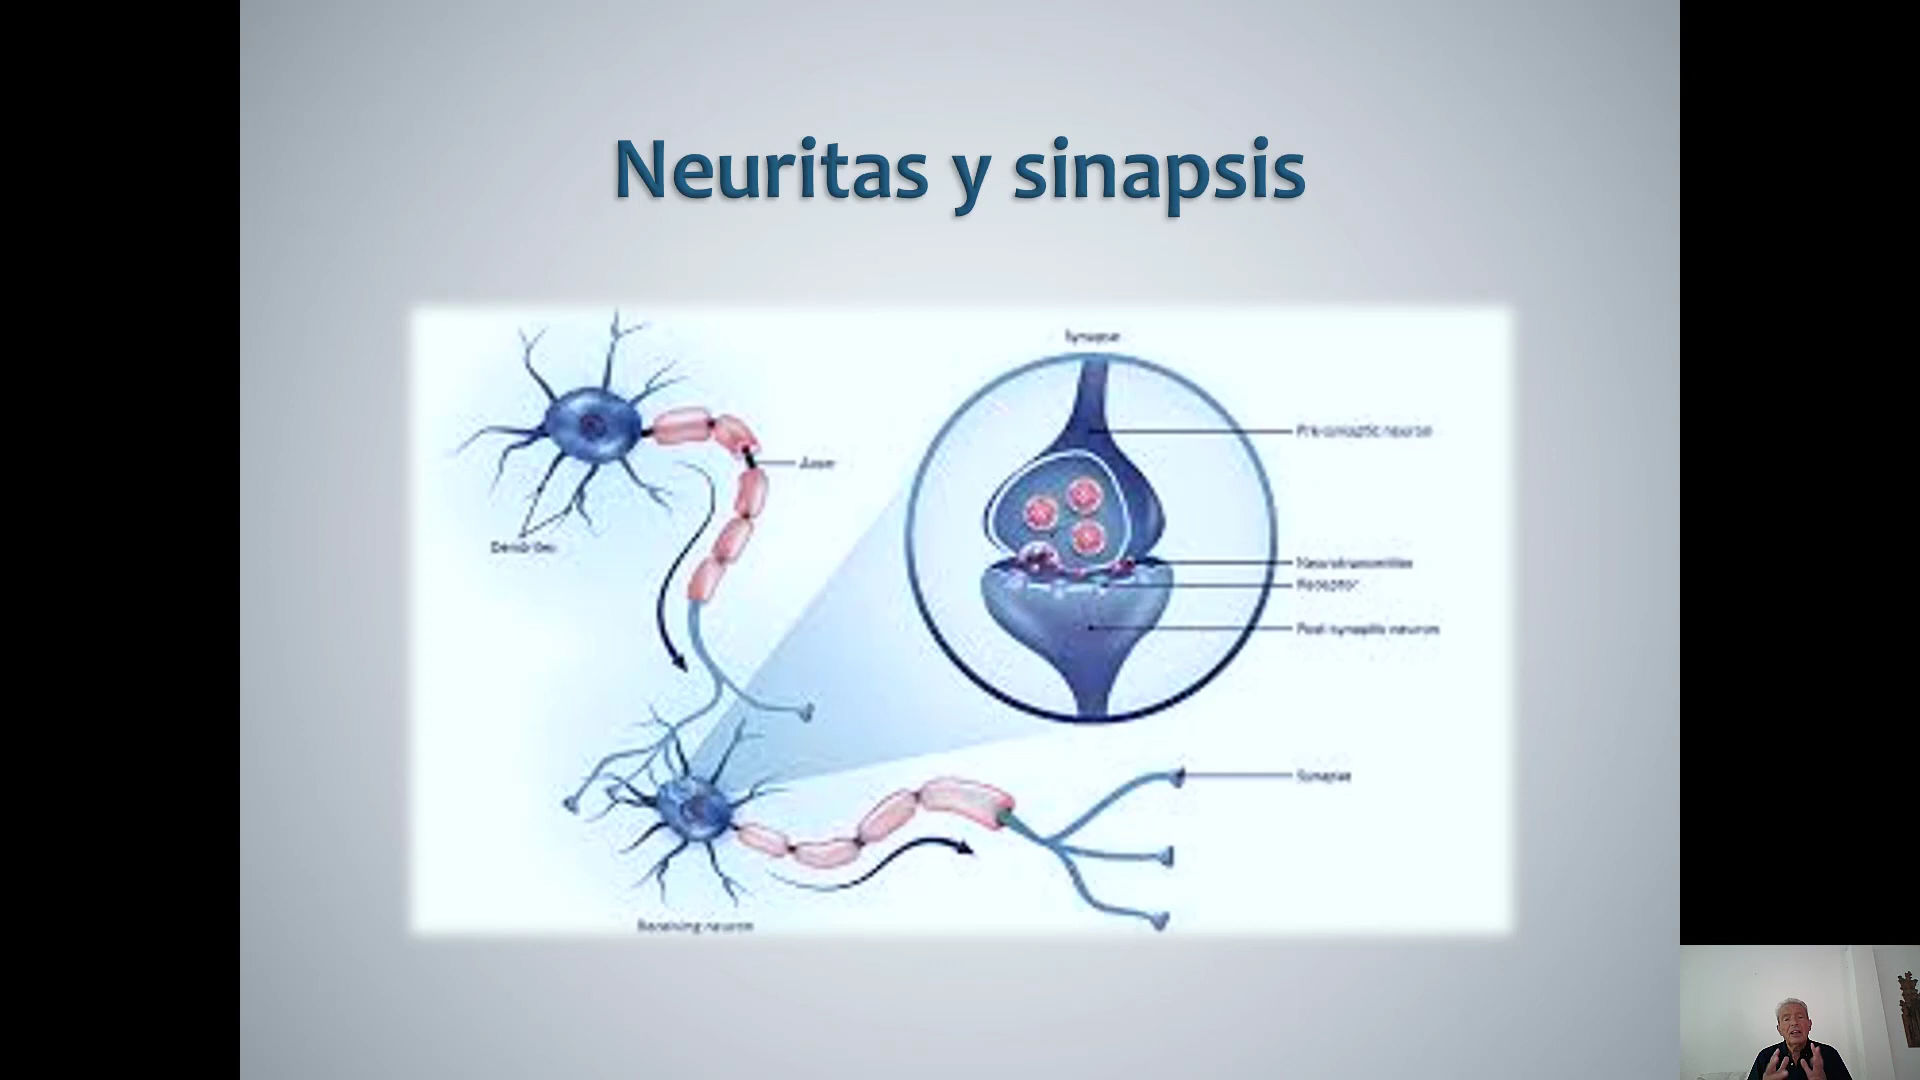 Neuritas y sinapsis
Synapse
Pre-synaptic neuron
Axon
Dendrites
Neurotransmitter
Receptor
Post-synaptic neuron
Synapse
Receiving neuron